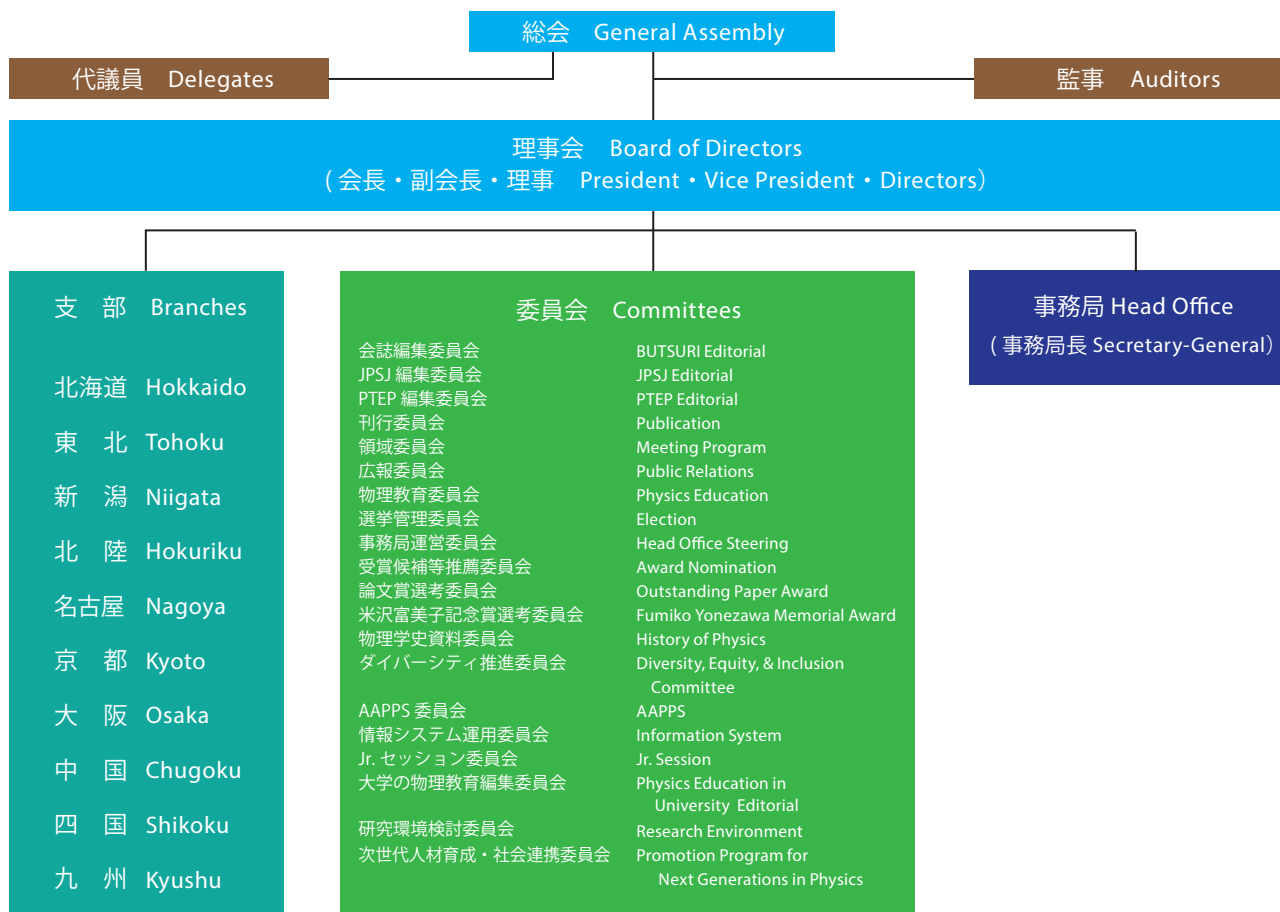 総会 General Assembly
代議員 Delegates
監事 Auditors
理事会 Board of Directors
( 会長・副会長・理事 President・Vice President・Directors）
支 部 Branches
北海道 Hokkaido
東 北 Tohoku
新 潟 Niigata
北 陸 Hokuriku
名古屋 Nagoya
京 都 Kyoto
大 阪 Osaka
中 国 Chugoku
四 国 Shikoku
九 州 Kyushu
委員会 Committees
会誌編集委員会 BUTSURI Editorial
JPSJ 編集委員会 JPSJ Editorial
PTEP 編集委員会 PTEP Editorial
刊行委員会 Publication
領域委員会 Meeting Program
広報委員会 Public Relations
物理教育委員会 Physics Education
選挙管理委員会 Election
事務局運営委員会 Head Office Steering
受賞候補等推薦委員会 Award Nomination
論文賞選考委員会 Outstanding Paper Award
米沢富美子記念賞選考委員会 Fumiko Yonezawa Memorial Award
物理学史資料委員会 History of Physics
ダイバーシティ推進委員会 Diversity, Equity, & Inclusion
Committee
AAPPS 委員会 AAPPS
情報システム運用委員会 Information System
Jr. セッション委員会 Jr. Session
大学の物理教育編集委員会 Physics Education in
University Editorial
研究環境検討委員会 Research Environment
次世代人材育成・社会連携委員会 Promotion Program for
Next Generations in Physics
事務局 Head Office
( 事務局長 Secretary-General）